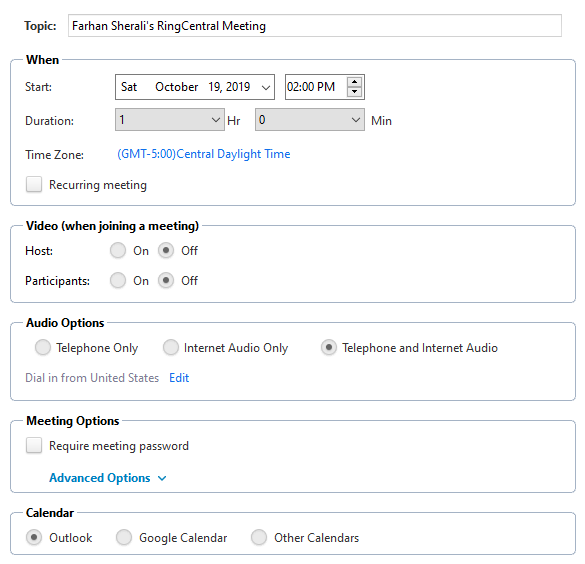 Topic: Farhan Sherali's RingCentral Meeting
When
Start: Sat October 19, 2019 02:00 PM
Duration: 1 Hr 0 Min
Time Zone: (GMT-5:00)Central Daylight Time
Recurring meeting
Video (when joining a meeting)
Host: On Off
Participants: On Off
Audio Options
Telephone Only Internet Audio Only Telephone and Internet Audio
Dial in from United States Edit
Meeting Options
Require meeting password
Advanced Options
Calendar
Outlook Google Calendar Other Calendars